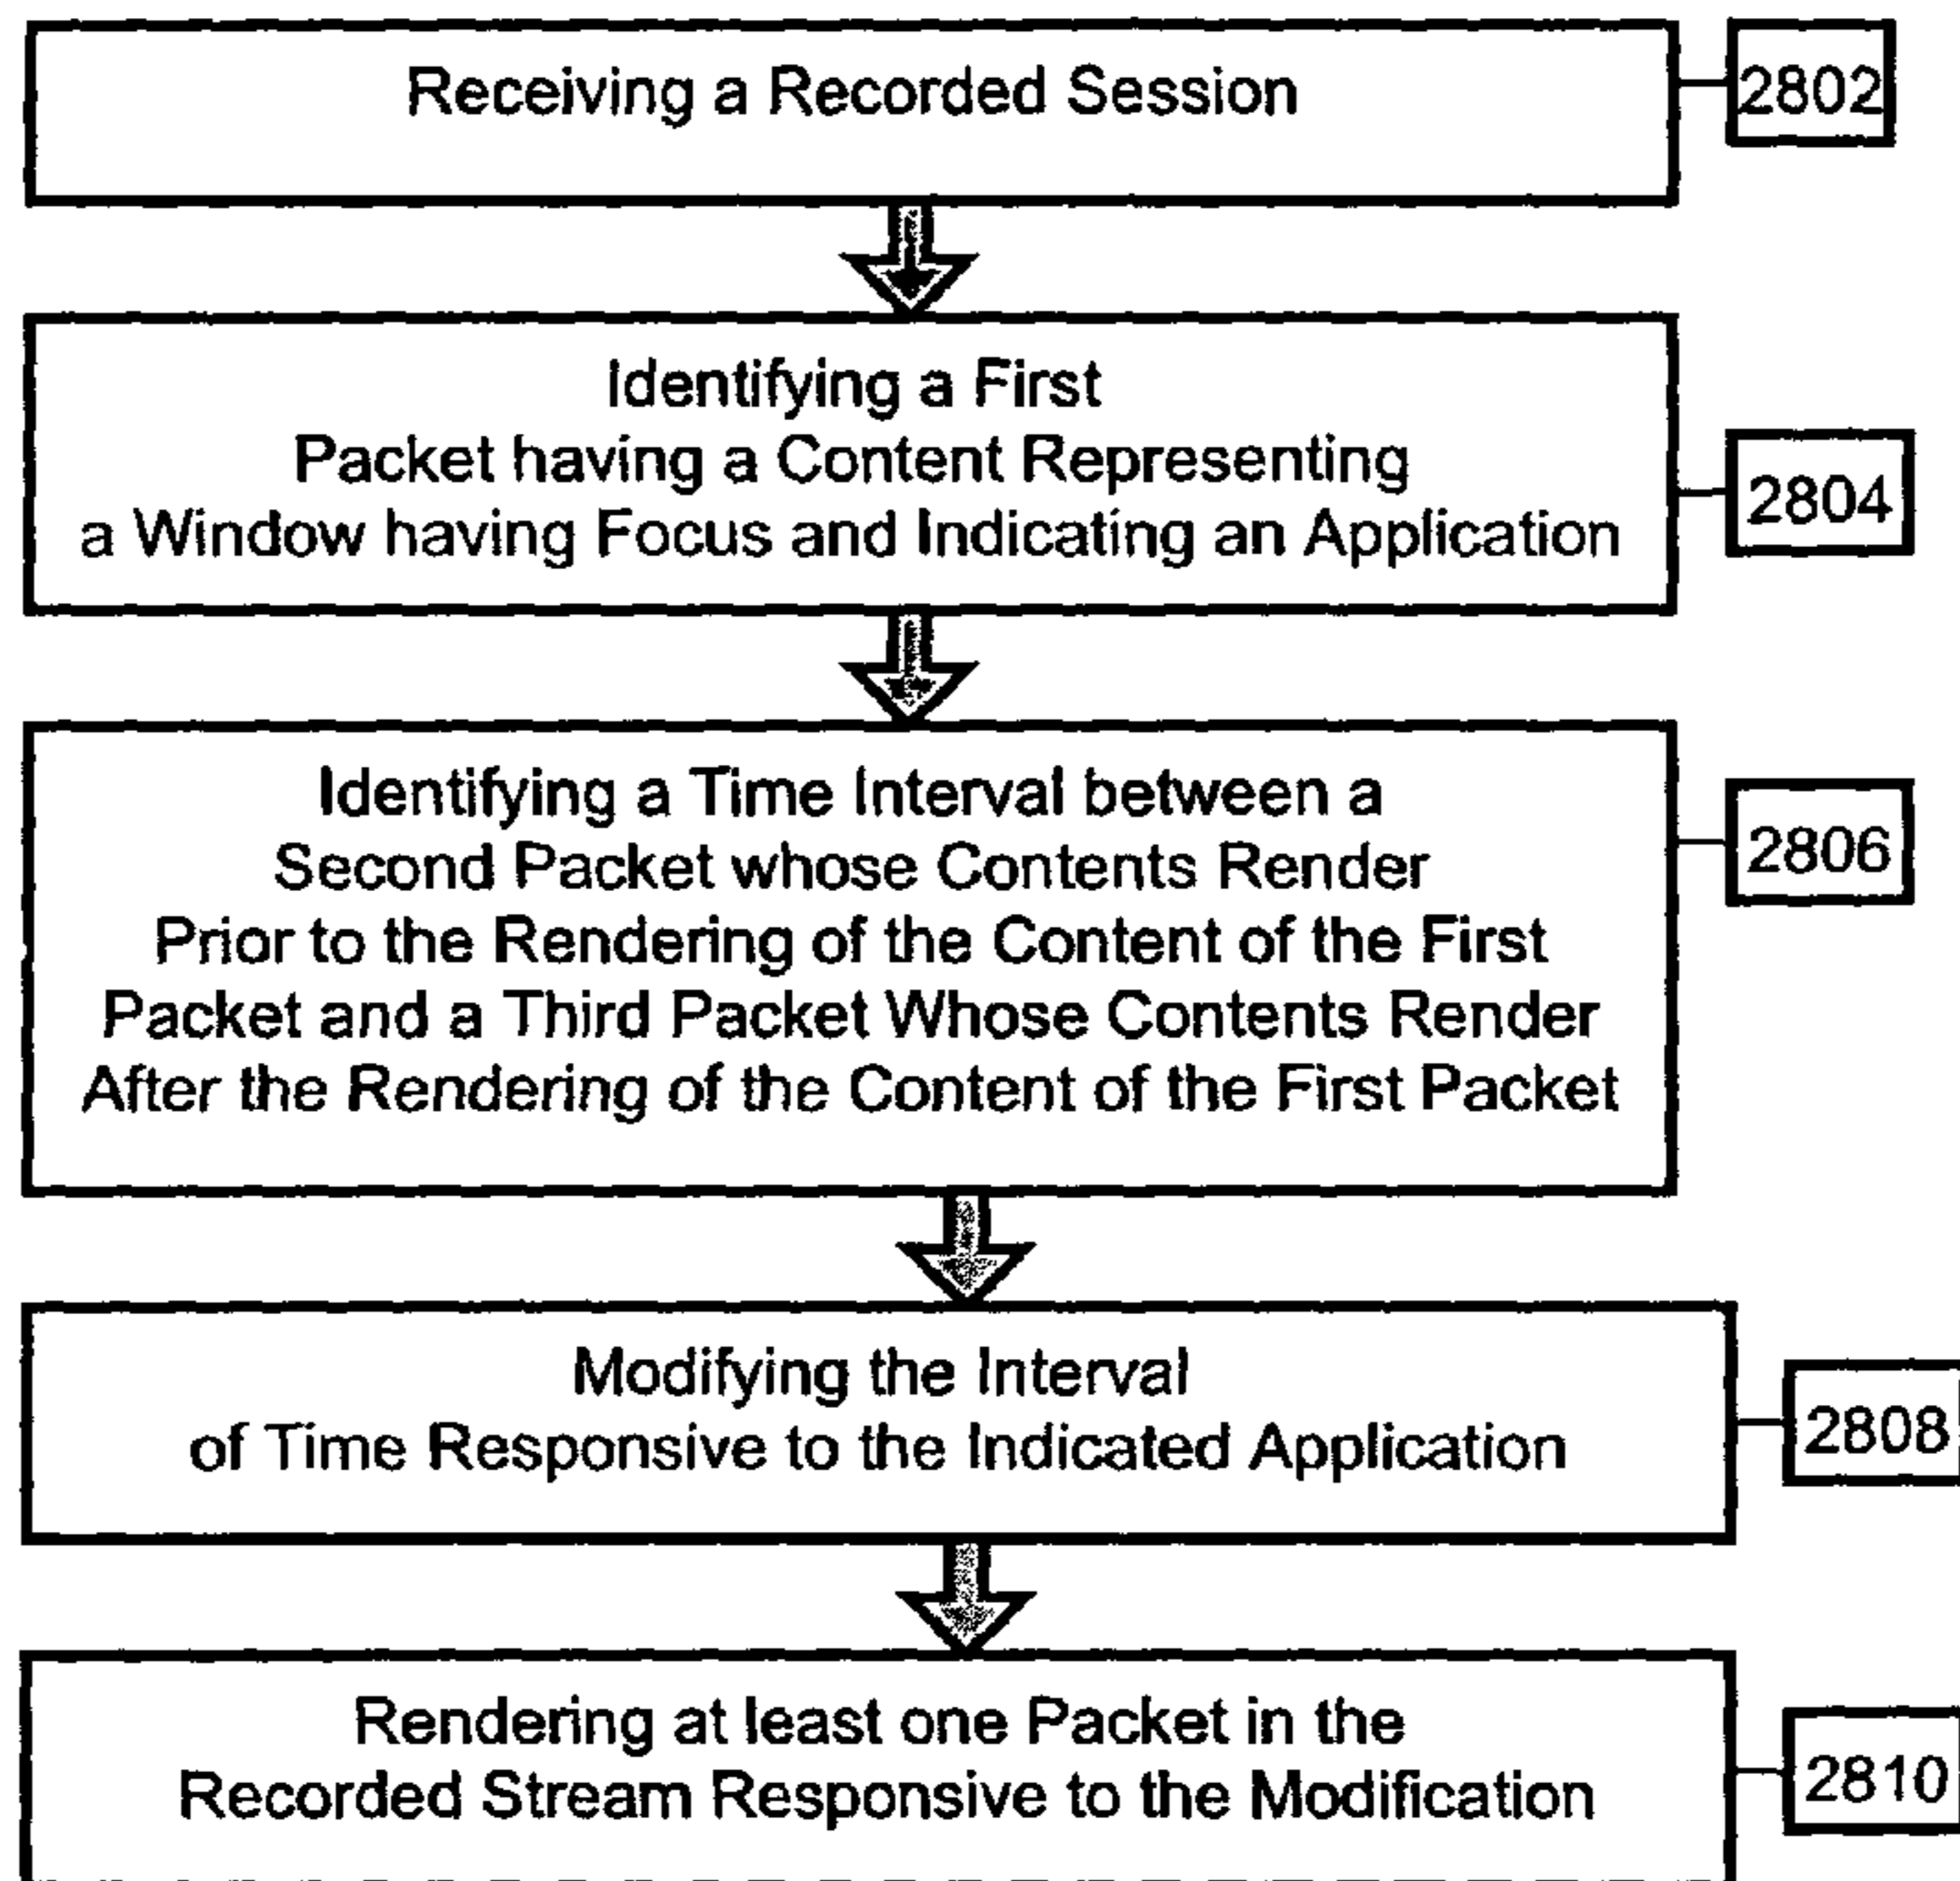 Receiving a Recorded Session
2802
Identifying a First
Packet having a Content Representing
a Window having Focus and Indicating an Application
2804
Identifying a Time Interval between a
Second Packet whose Contents Render
Prior to the Rendering of the Content of the First
Packet and a Third Packet Whose Contents Render
After the Rendering of the Content of the First Packet
2806
Modifying the Interval
of Time Responsive to the Indicated Application
2808
Rendering at least one Packet in the
Recorded Stream Responsive to the Modification
2810